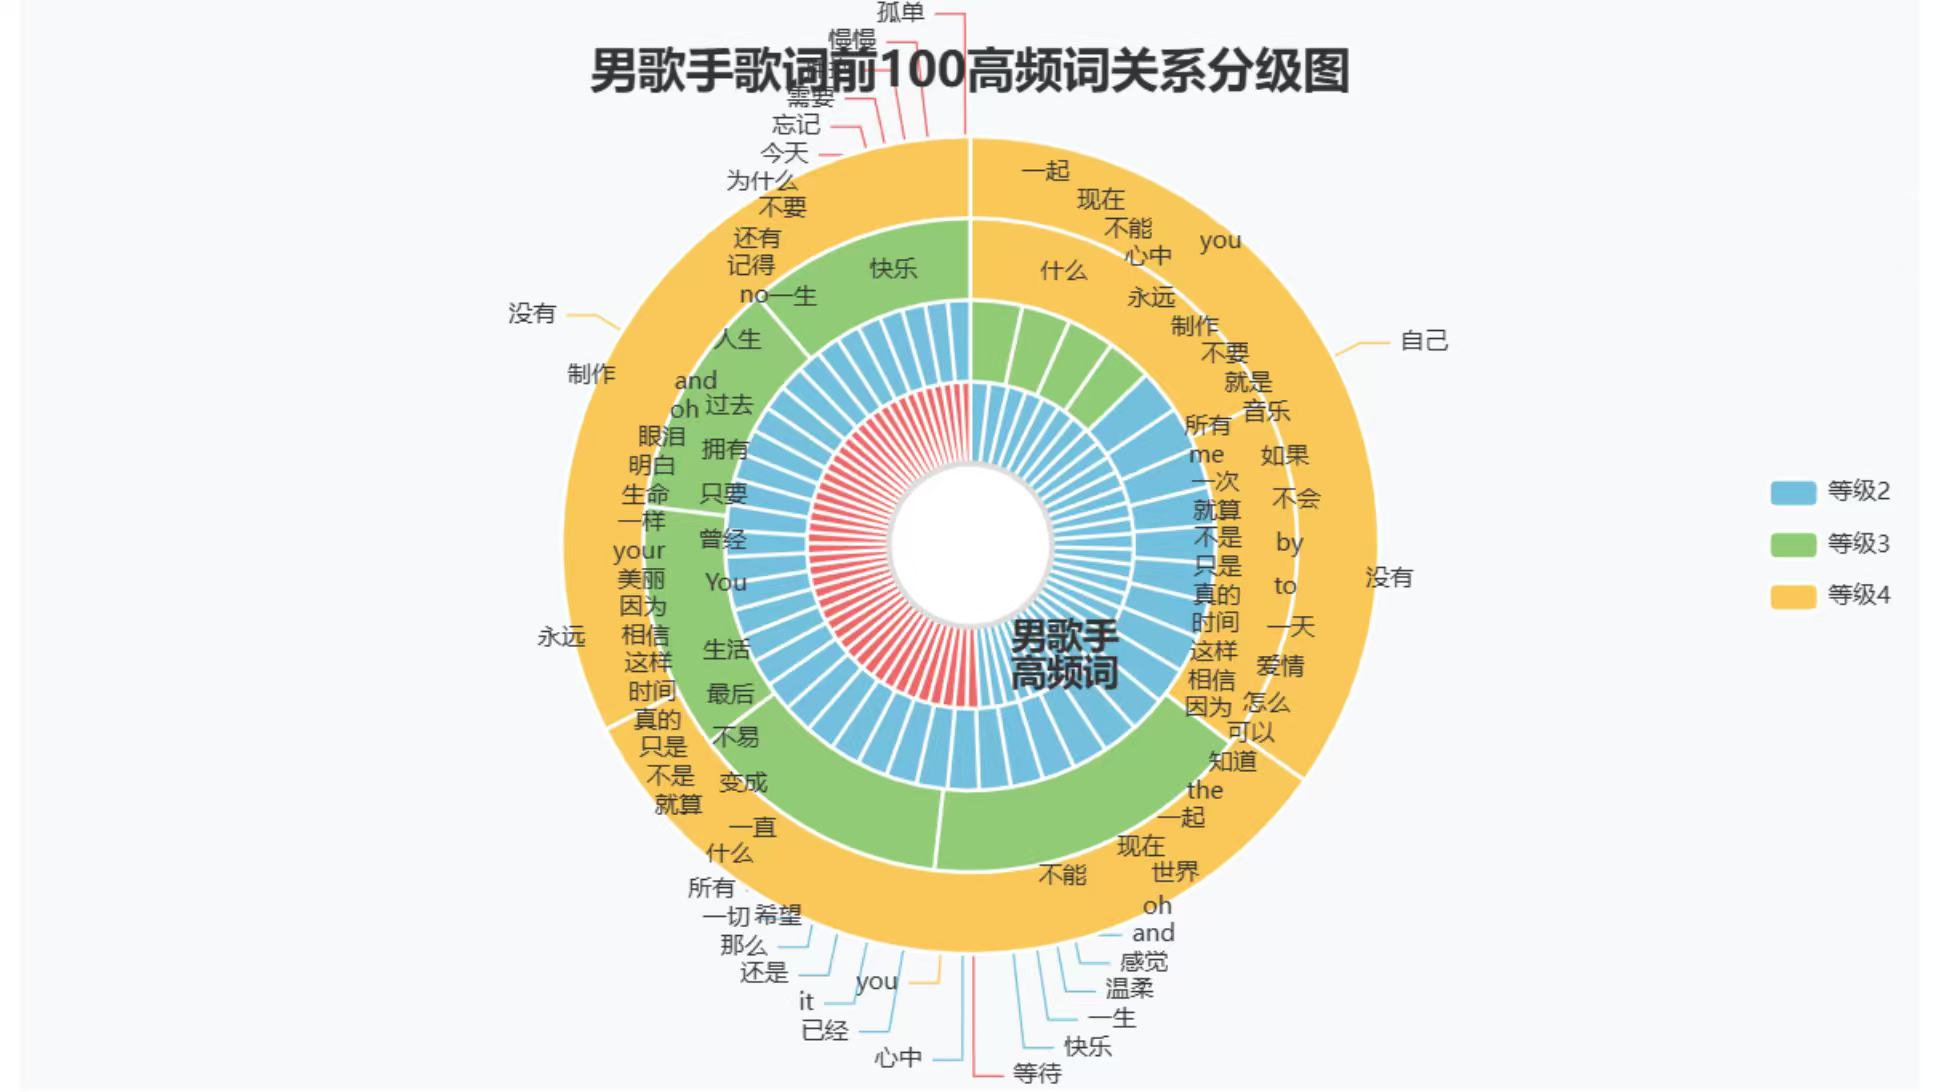 孤单
慢慢
男歌手歌词前100高频词关系分级图
需要
忘记
今天
为什么
不要
还有
记得
no一生
快乐
人生
没有
制作
and
oh
过去
眼泪
拥有
明白
生命
只要
一样
曾经
your
You
美丽
因为
永远
相信
生活
这样
时间
最后
真的
不易
只是
不是
变成
就算
一直
什么
所有
一切
希望
那么
还是
you
it
已经
心中
一起
现在
不能
you
心中
什么
永远
制作
不要
自己
就是
音乐
所有
me
如果
一次
不会
就算
不是
by
只是
没有
to
真的
时间
一天
这样
爱情
相信
因为
怎么
可以
知道
the
一起
现在
世界
不能
oh
and
感觉
温柔
一生
快乐
等待
男歌手
高频词
等级2
等级3
等级4